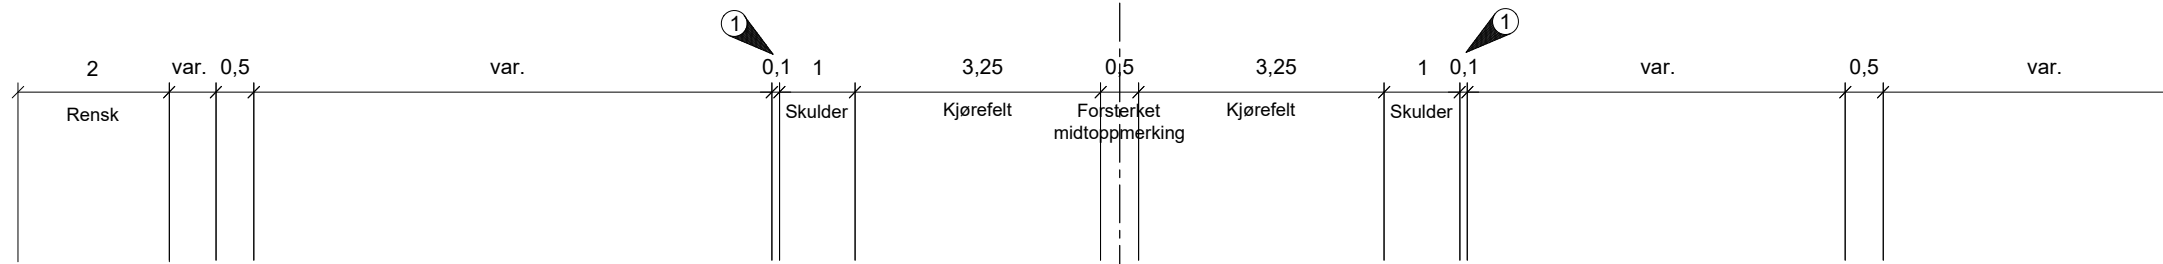 1 1
2 var. 0,5 var. 0,1 1 3,25 0,5 3,25 1 0,1 var. 0,5 var.
Rensk Skulder Kjørefelt Forsterket Kjørefelt Skulder
midtoppmerking